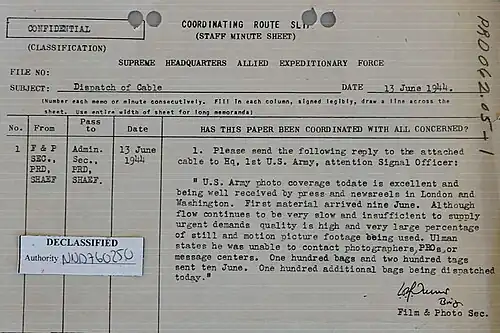 CONFIDENTIAL
(CLASSIFICATION)
COORDINATING ROUTE SLIP
(STAFF MINUTE SHEET)
SUPREME HEADQUARTERS ALLIED EXPEDITIONARY FORCE
FILE NO:
SUBJECT: Dispatch of Cable DATE 13 June 1944.
(Number each memo or minute consecutively. Fill in each column, signed legibly, draw a line across the
sheet. Use entire width of sheet for long memoranda)
No. From Pass to Date HAS THIS PAPER BEEN COORDINATED WITH ALL CONCERNED?
1 F & P SEC., PRD, SHAEF Admin. Sec., PRD, SHAEF. 13 June 1944
1. Please send the following reply to the attached
cable to Hq, 1st U.S. Army, attention Signal Officer:
" U.S. Army photo coverage todate is excellent and
being well received by press and newsreels in London and
Washington. First material arrived nine June. Although
flow continues to be very slow and insufficient to supply
urgent demands quality is high and very large percentage
of still and motion picture footage being used. Ulman
states he was unable to contact photographers, PROs, or
message centers. One hundred bags and two hundred tags
sent ten June. One hundred additional bags being dispatched
today."
Brig
Film & Photo Sec.
DECLASSIFIED
Authority NND760250